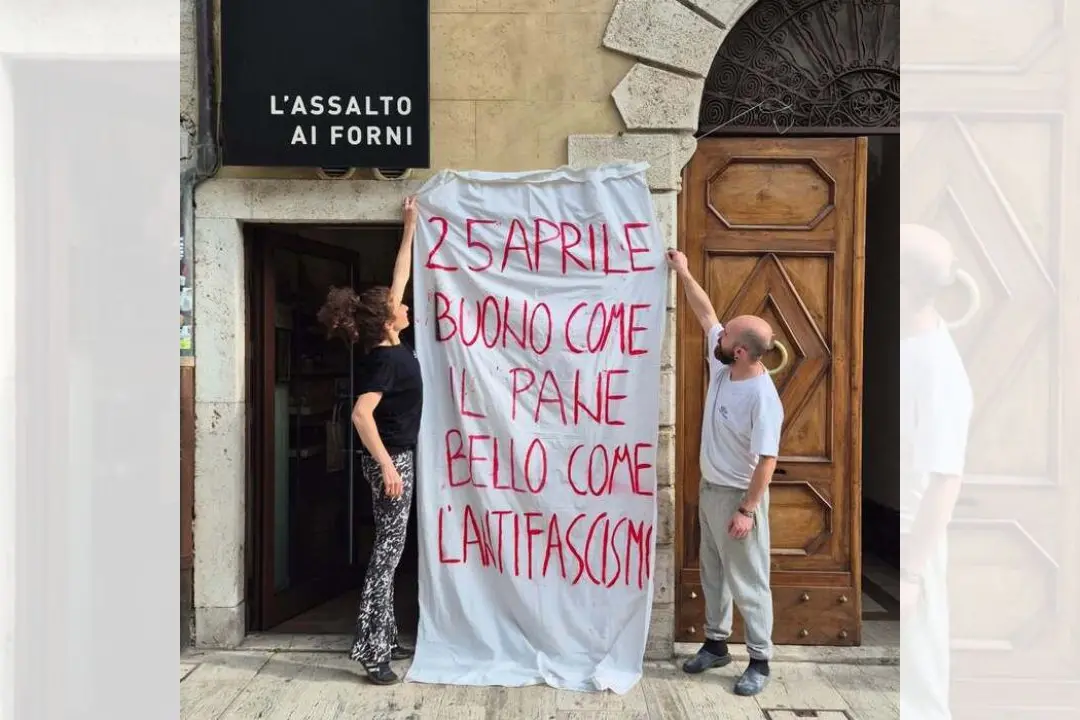 L'ASSALTO
AI FORNI
25 APRILE
BUONO COME
IL PANE
BELLO COME
L'ANTIFASCISMO